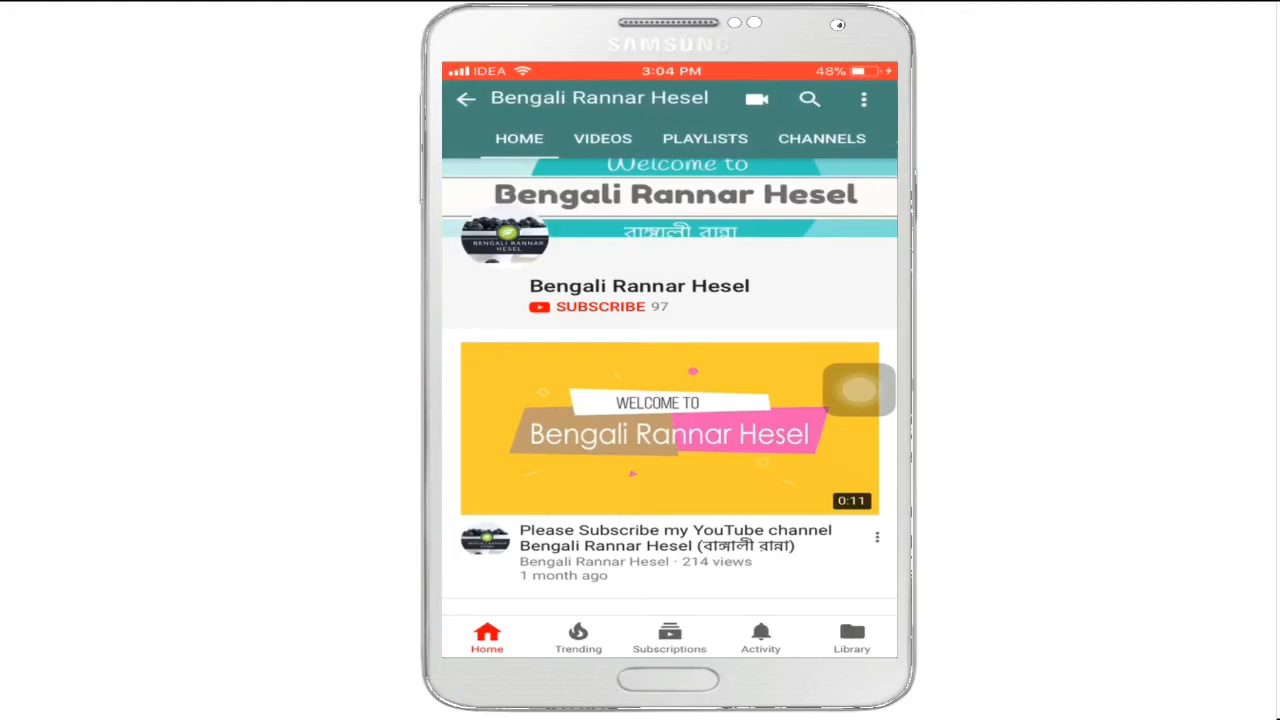 SAMSUNG
IDEA 3:04 PM 48%
Bengali Rannar Hesel
HOME VIDEOS PLAYLISTS CHANNELS
Welcome to
Bengali Rannar Hesel
বাঙ্গালী রান্না
BENGALI RANNAR
HESEL
Bengali Rannar Hesel
SUBSCRIBE 97
WELCOME TO
Bengali Rannar Hesel
0:11
Please Subscribe my YouTube channel
Bengali Rannar Hesel (বাঙ্গালী রান্না)
Bengali Rannar Hesel · 214 views
1 month ago
Home Trending Subscriptions Activity Library